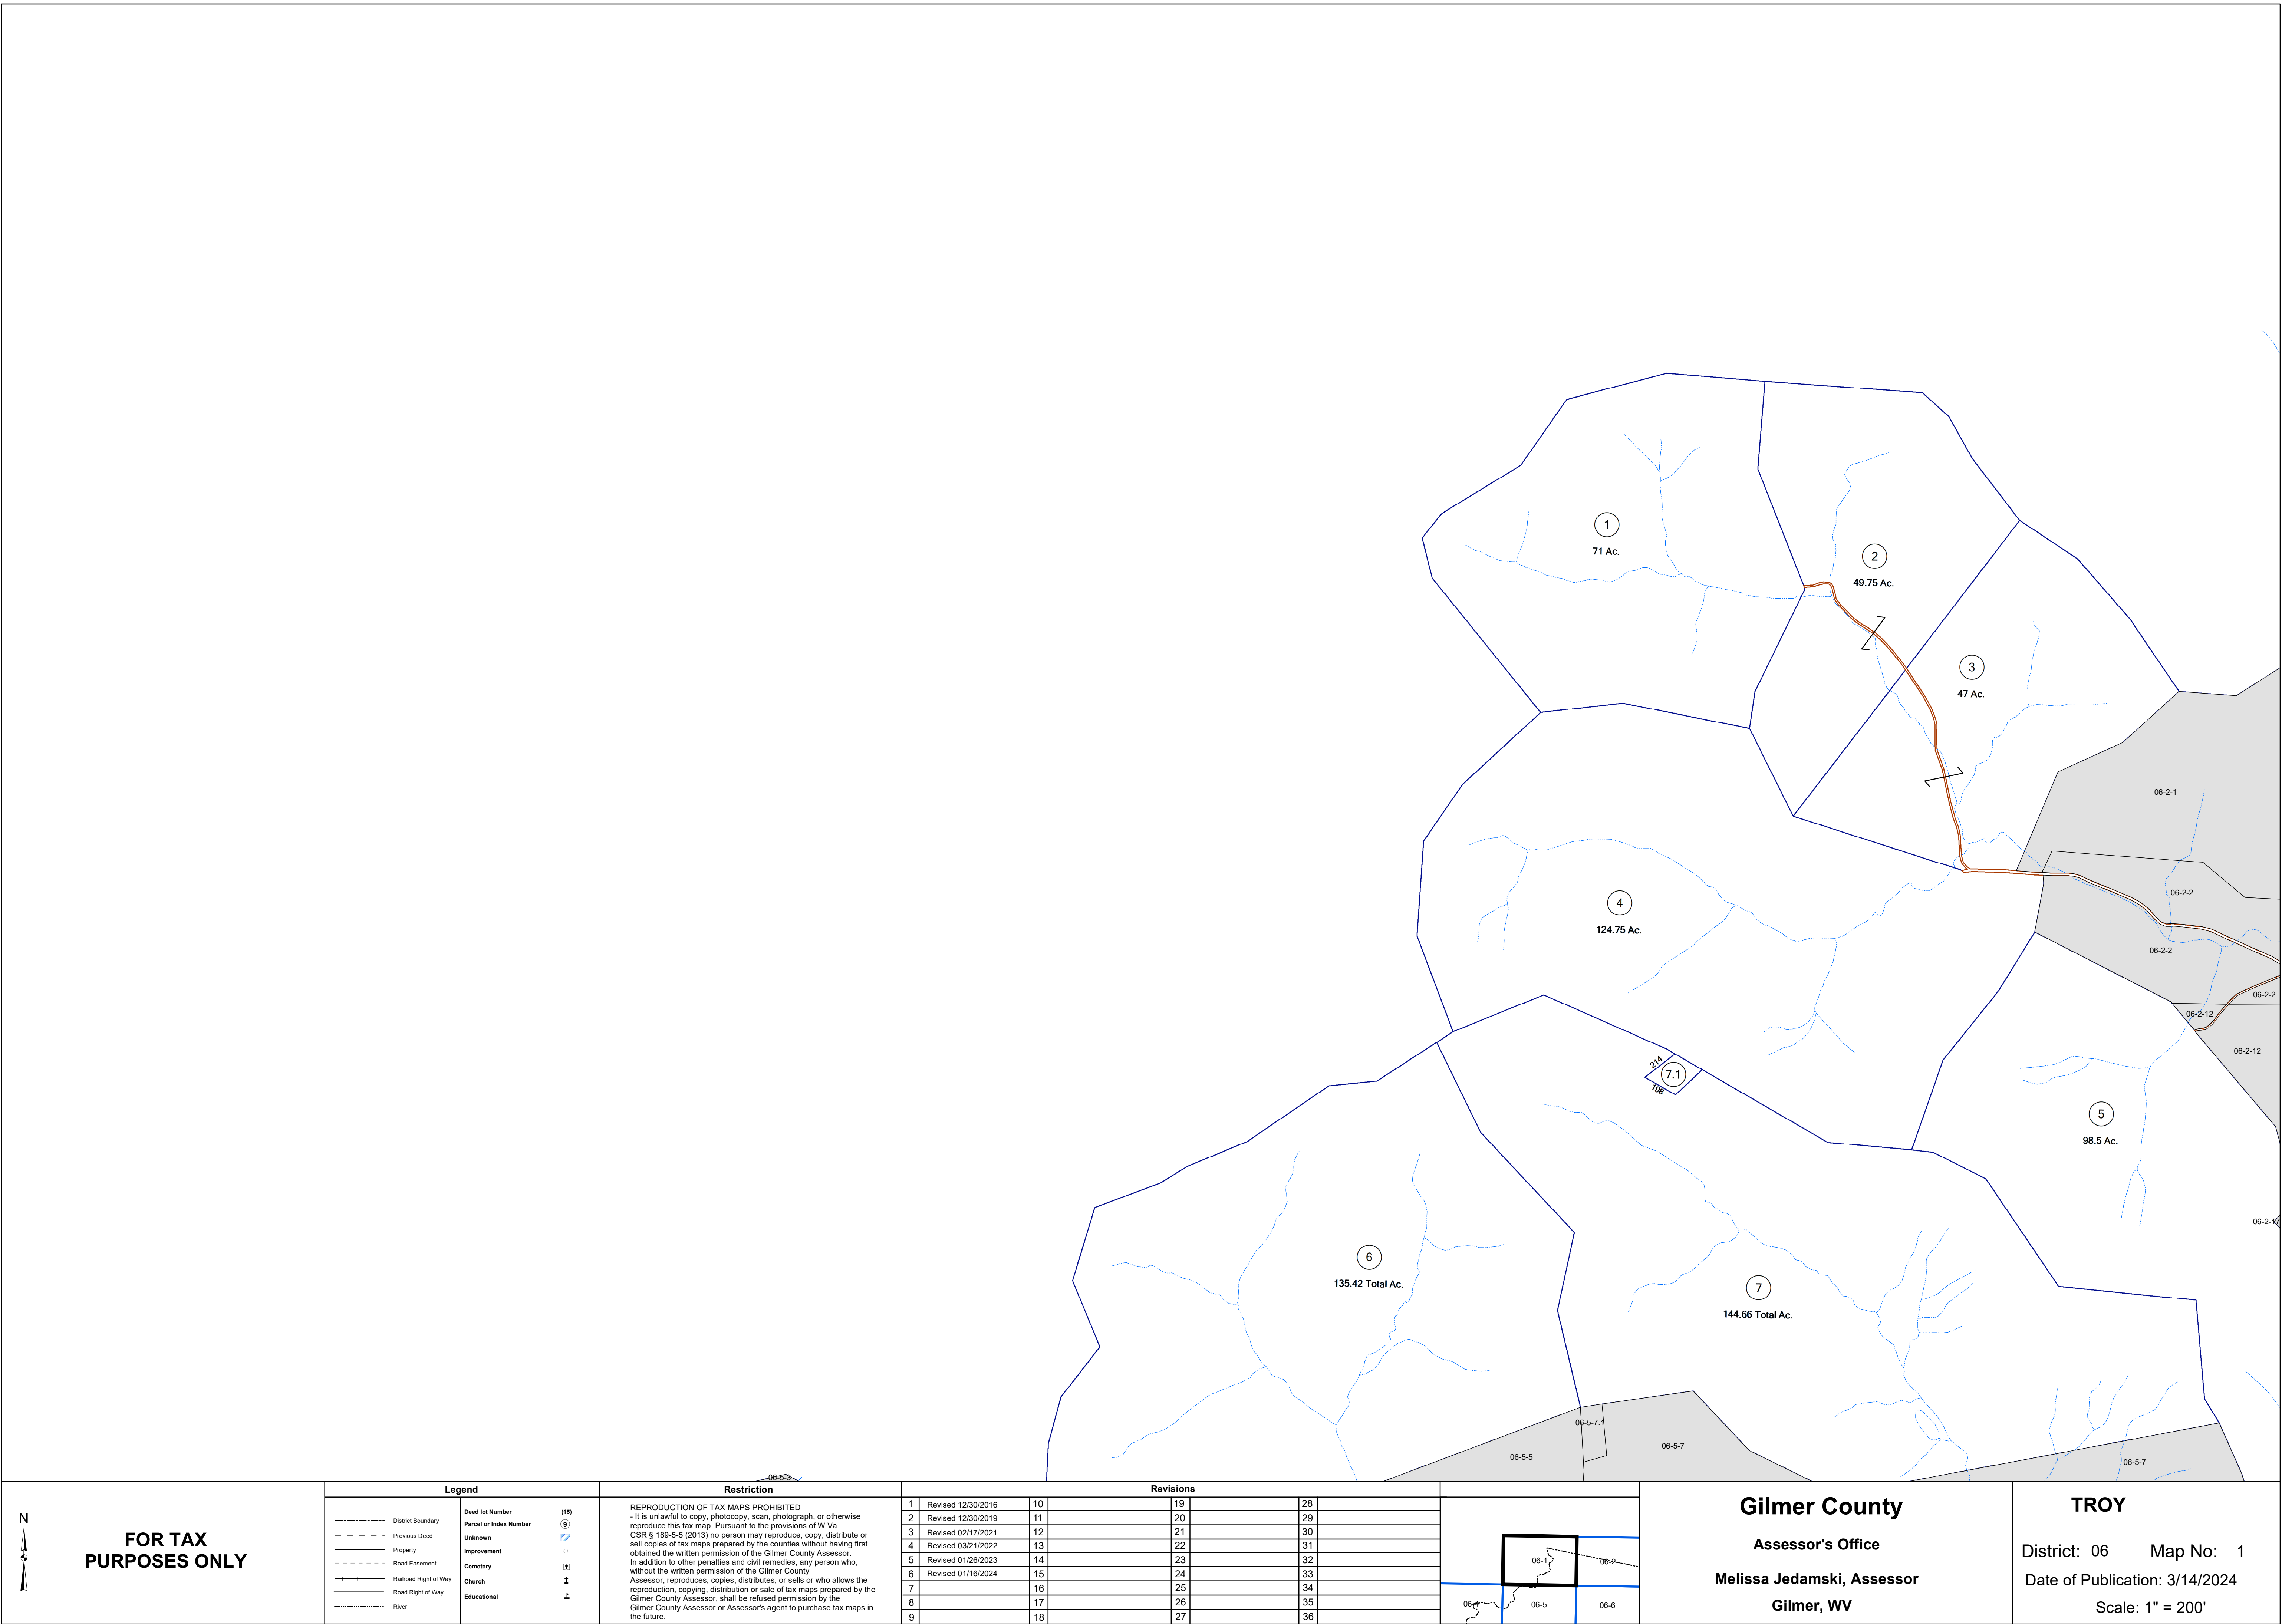 1
71 Ac.
2
49.75 Ac.
3
47 Ac.
06-2-1
06-2-2
4
124.75 Ac.
06-2-2
06-2-2
06-2-12
06-2-12
214
7.1
198
5
98.5 Ac.
06-2-17
6
135.42 Total Ac.
7
144.66 Total Ac.
06-5-7.1
06-5-7
06-5-5
06-5-7
06-5-3
N
FOR TAX
PURPOSES ONLY
Legend
District Boundary
Previous Deed
Property
Road Easement
Railroad Right of Way
Road Right of Way
River
Deed lot Number (15)
Parcel or Index Number 9
Unknown
Improvement
Cemetery
Church
Educational
Restriction
REPRODUCTION OF TAX MAPS PROHIBITED
- It is unlawful to copy, photocopy, scan, photograph, or otherwise
reproduce this tax map. Pursuant to the provisions of W.Va.
CSR § 189-5-5 (2013) no person may reproduce, copy, distribute or
sell copies of tax maps prepared by the counties without having first
obtained the written permission of the Gilmer County Assessor.
In addition to other penalties and civil remedies, any person who,
without the written permission of the Gilmer County
Assessor, reproduces, copies, distributes, or sells or who allows the
reproduction, copying, distribution or sale of tax maps prepared by the
Gilmer County Assessor, shall be refused permission by the
Gilmer County Assessor or Assessor's agent to purchase tax maps in
the future.
Revisions
1 Revised 12/30/2016 10 19 28
2 Revised 12/30/2019 11 20 29
3 Revised 02/17/2021 12 21 30
4 Revised 03/21/2022 13 22 31
5 Revised 01/26/2023 14 23 32
6 Revised 01/16/2024 15 24 33
7 16 25 34
8 17 26 35
9 18 27 36
06-1
06-2
06-4
06-5
06-6
Gilmer County
Assessor's Office
Melissa Jedamski, Assessor
Gilmer, WV
TROY
District: 06 Map No: 1
Date of Publication: 3/14/2024
Scale: 1" = 200'